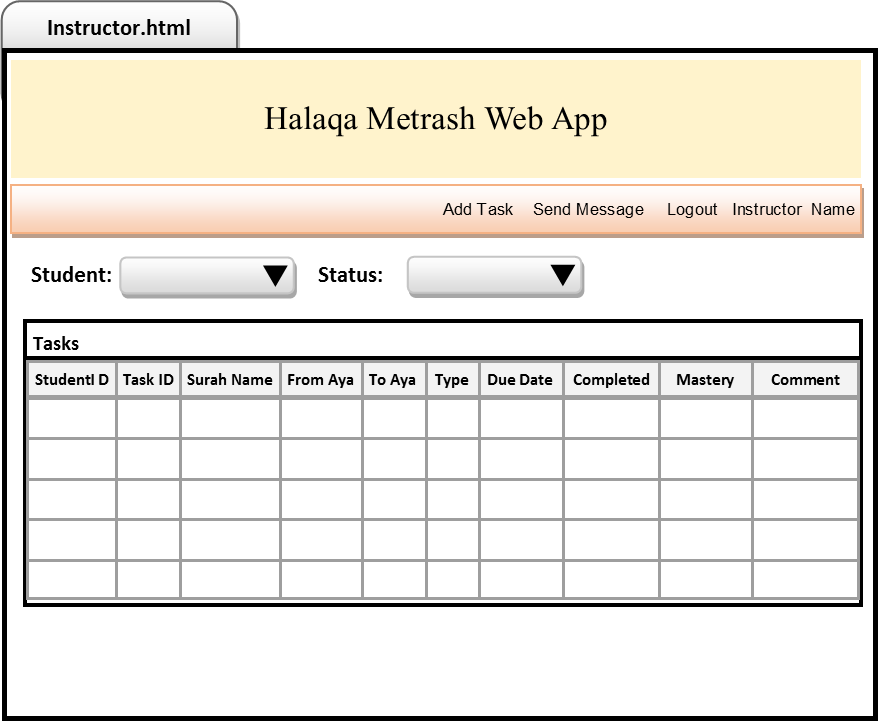 Instructor.html
Halaqa Metrash Web App
Add Task Send Message Logout Instructor Name
Student: Status:
Tasks
StudentI D Task ID Surah Name From Aya To Aya Type Due Date Completed Mastery Comment